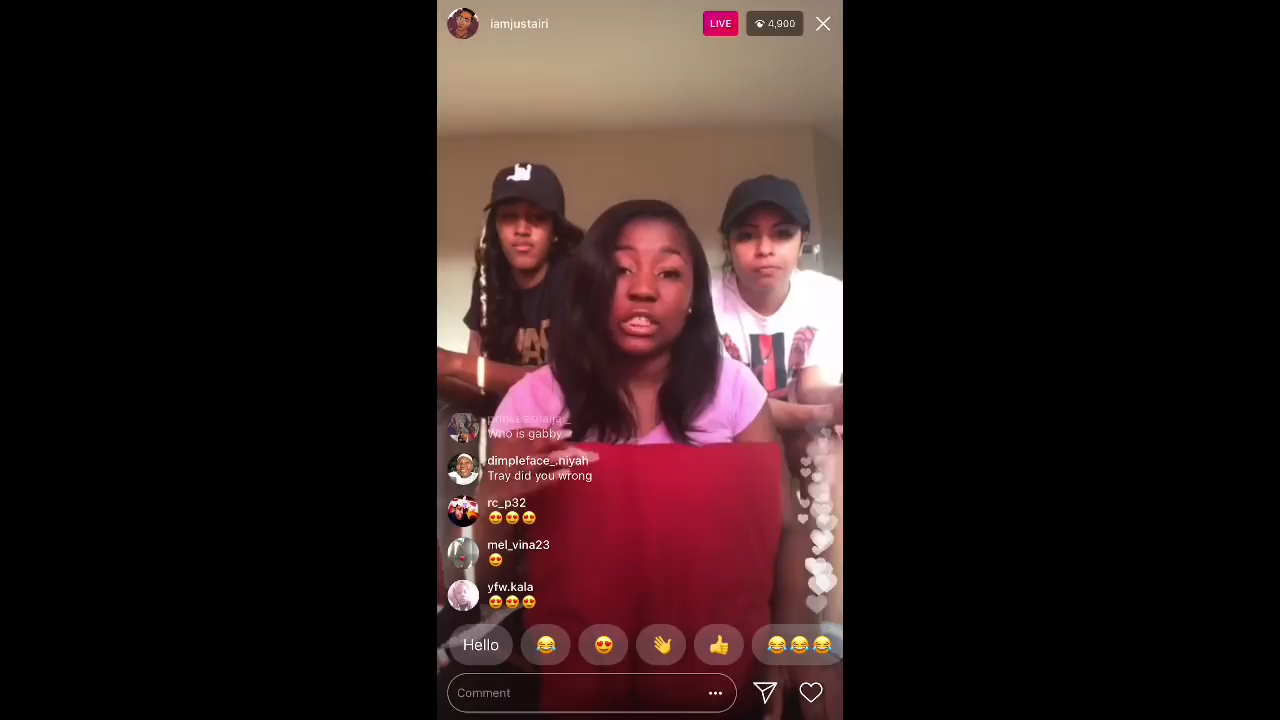 iamjustairi
LIVE
4,900
Who is gabby
dimpleface_.niyah
Tray did you wrong
rc_p32
😍😍😍
mel_vina23
😍
yfw.kala
😍😍😍
Hello 😂 😍 👋 👍 😂😂😂
Comment